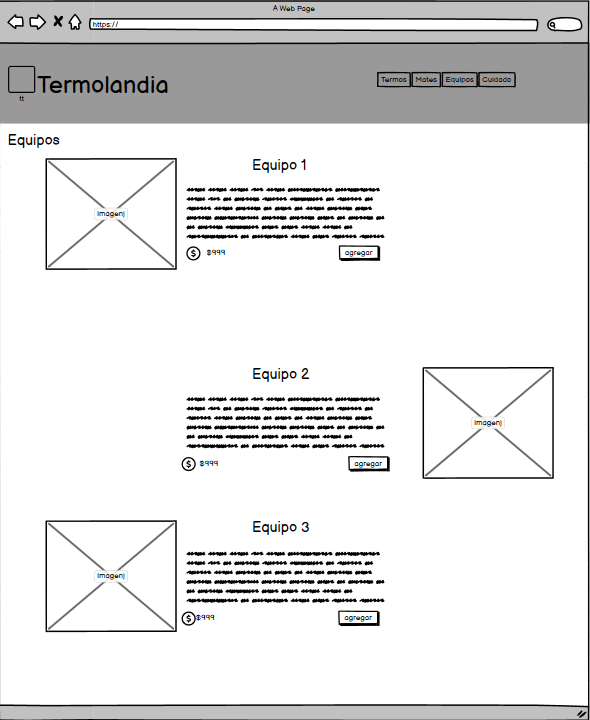 A Web Page
https://
Termolandia
tt
Termos Mates Equipos Cuidado
Equipos
Equipo 1
imagenj
$999
agregar
Equipo 2
imagenj
$999
agregar
Equipo 3
imagenj
$999
agregar